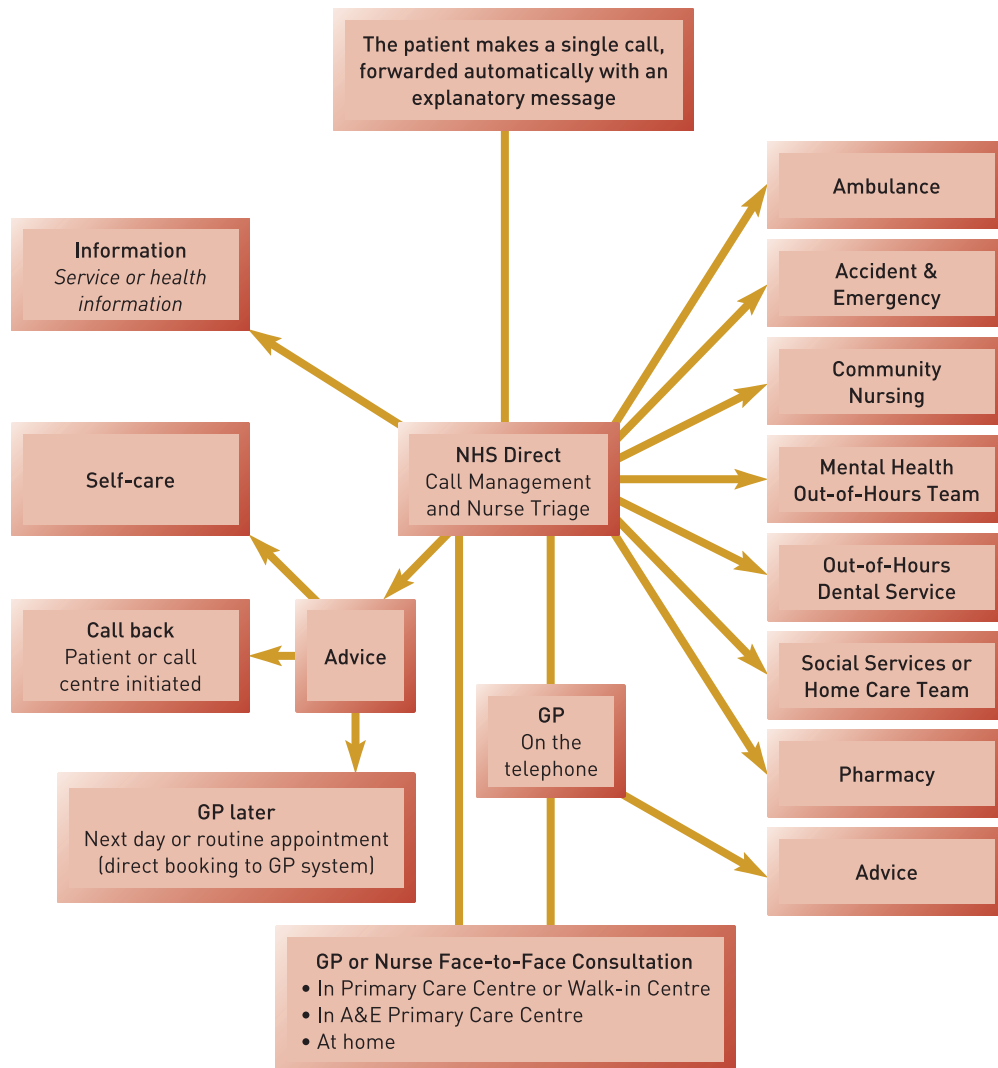 The patient makes a single call,
forwarded automatically with an
explanatory message
Information
Service or health
information
Self-care
Call back
Patient or call
centre initiated
Advice
GP later
Next day or routine appointment
(direct booking to GP system)
NHS Direct
Call Management
and Nurse Triage
GP
On the
telephone
GP or Nurse Face-to-Face Consultation
• In Primary Care Centre or Walk-in Centre
• In A&E Primary Care Centre
• At home
Ambulance
Accident &
Emergency
Community
Nursing
Mental Health
Out-of-Hours Team
Out-of-Hours
Dental Service
Social Services or
Home Care Team
Pharmacy
Advice